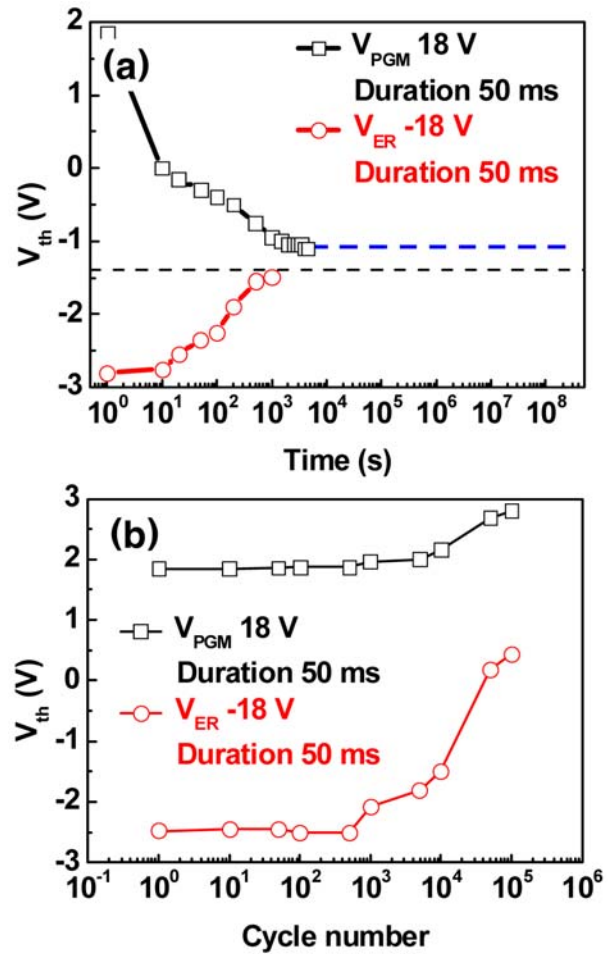 2
1
0
-1
-2
-3
V_th (V)
(a)
V_PGM 18 V
Duration 50 ms
V_ER -18 V
Duration 50 ms
10^0 10^1 10^2 10^3 10^4 10^5 10^6 10^7 10^8
Time (s)
3
2
1
0
-1
-2
-3
V_th (V)
(b)
V_PGM 18 V
Duration 50 ms
V_ER -18 V
Duration 50 ms
10^-1 10^0 10^1 10^2 10^3 10^4 10^5 10^6
Cycle number